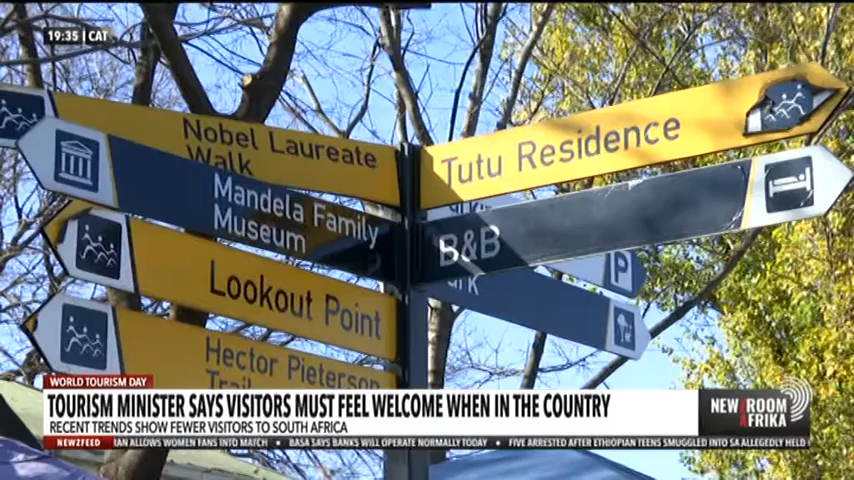 19:35 | CAT
Nobel Laureate
Walk
Tutu Residence
Mandela Family
Museum
B&B
P
Lookout Point
Hector Pieterson
WORLD TOURISM DAY
TOURISM MINISTER SAYS VISITORS MUST FEEL WELCOME WHEN IN THE COUNTRY
RECENT TRENDS SHOW FEWER VISITORS TO SOUTH AFRICA
NEWZROOM
AFRIKA
NEWZFEED
RAN ALLOWS WOMEN FANS INTO MATCH • BASA SAYS BANKS WILL OPERATE NORMALLY TODAY • FIVE ARRESTED AFTER ETHIOPIAN TEENS SMUGGLED INTO SA ALLEGEDLY HELD